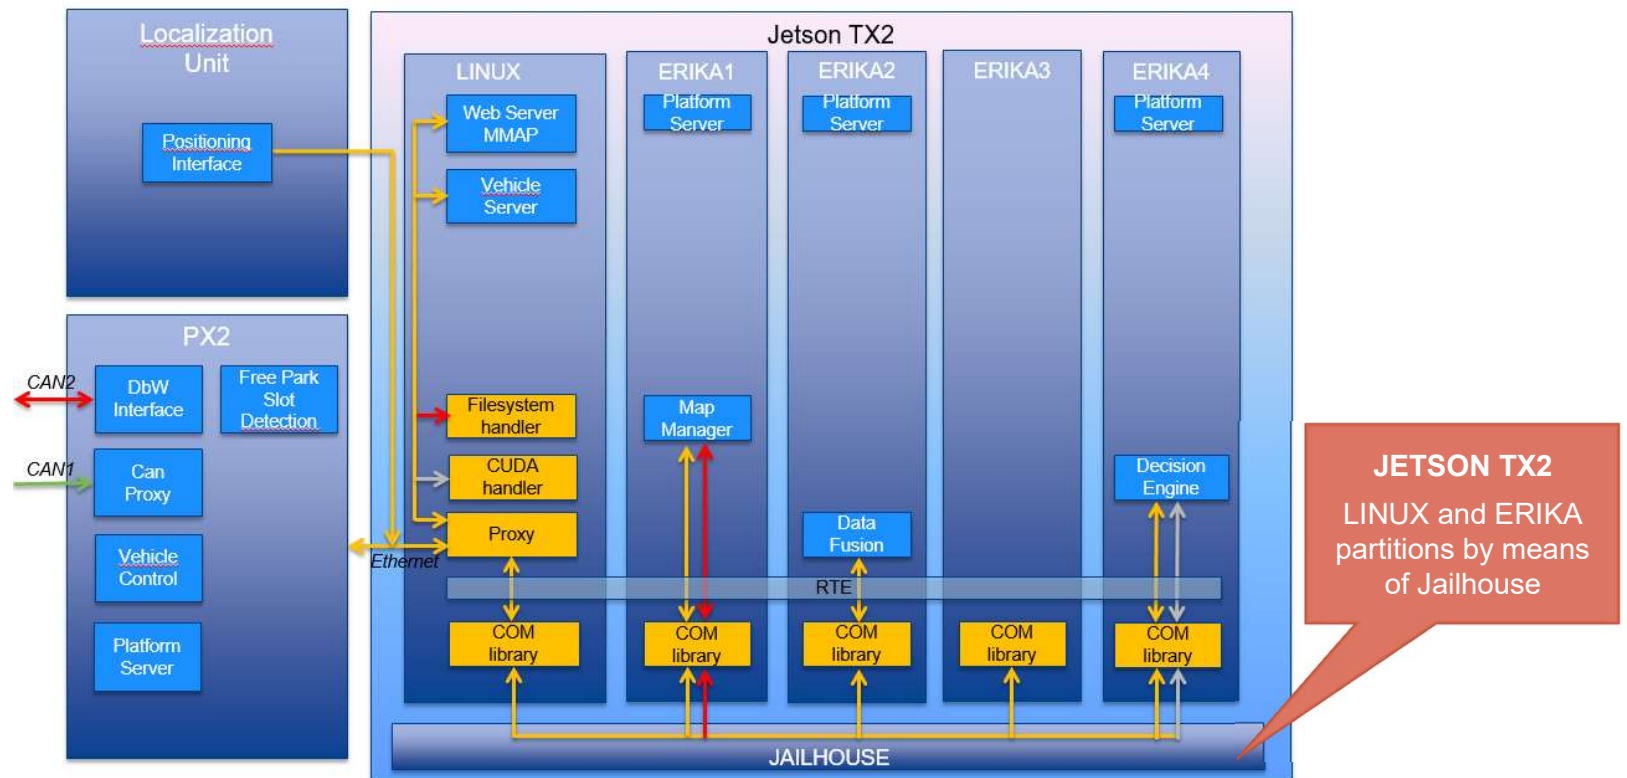 Localization
Unit
Positioning
Interface
PX2
CAN2
DbW
Interface
Free Park
Slot
Detection
CAN1
Can
Proxy
Vehicle
Control
Platform
Server
Ethernet
Jetson TX2
LINUX
Web Server
MMAP
Vehicle
Server
Filesystem
handler
CUDA
handler
Proxy
COM
library
ERIKA1
Platform
Server
Map
Manager
COM
library
ERIKA2
Platform
Server
Data
Fusion
RTE
COM
library
ERIKA3
COM
library
ERIKA4
Platform
Server
Decision
Engine
COM
library
JAILHOUSE
JETSON TX2
LINUX and ERIKA
partitions by means
of Jailhouse